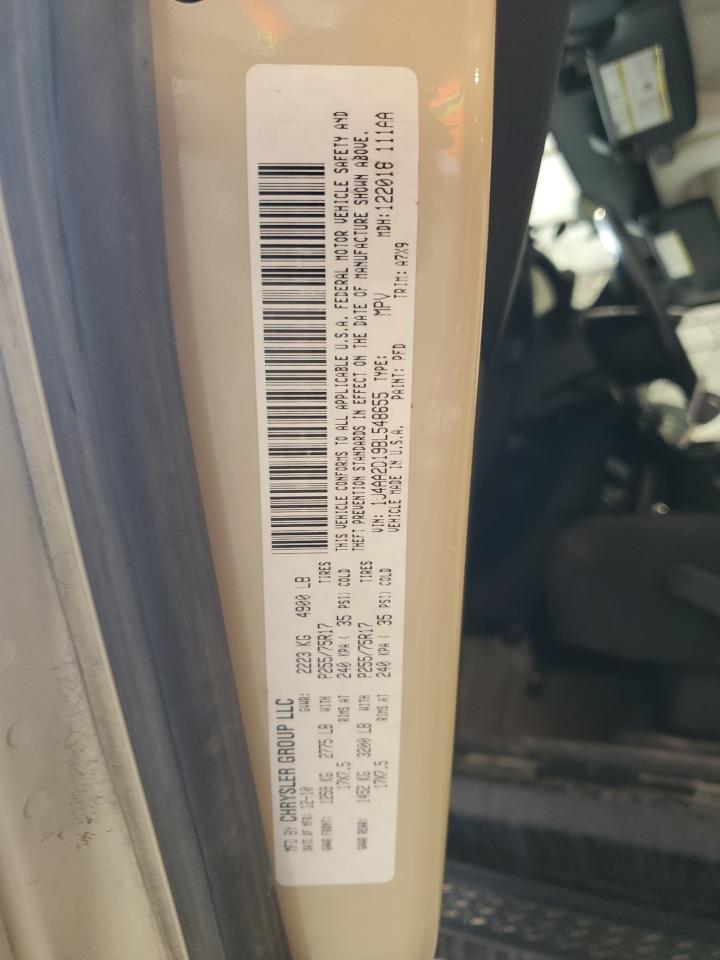 MFD BY CHRYSLER GROUP LLC
DATE OF MFR: 12-10 GVWR: 2223 KG 4900 LB
GAWR FRONT: 1259 KG 2775 LB WITH P255/75R17 TIRES
17X7.5 RIMS AT 240 KPA ( 35 PSI) COLD
GAWR REAR: 1452 KG 3200 LB WITH P255/75R17 TIRES
17X7.5 RIMS AT 240 KPA ( 35 PSI) COLD
THIS VEHICLE CONFORMS TO ALL APPLICABLE U.S.A. FEDERAL MOTOR VEHICLE SAFETY AND
THEFT PREVENTION STANDARDS IN EFFECT ON THE DATE OF MANUFACTURE SHOWN ABOVE.
VIN: 1J4AA2D19BL548655 TYPE: MPV MDH: 122018 111AA
VEHICLE MADE IN U.S.A. PAINT: PFD TRIM: A7X9